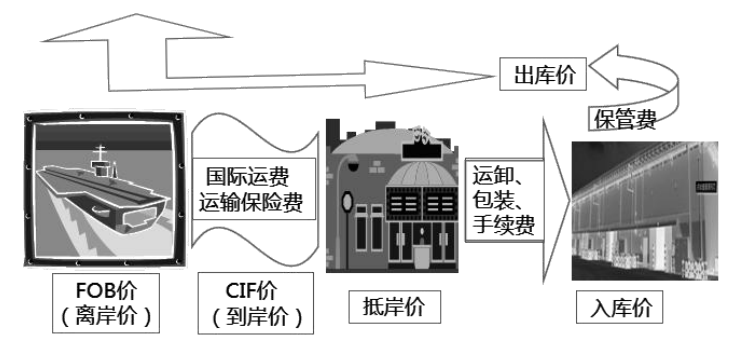 出库价
保管费
国际运费
运输保险费
运卸、
包装、
手续费
FOB价
（离岸价）
CIF价
（到岸价）
抵岸价
入库价